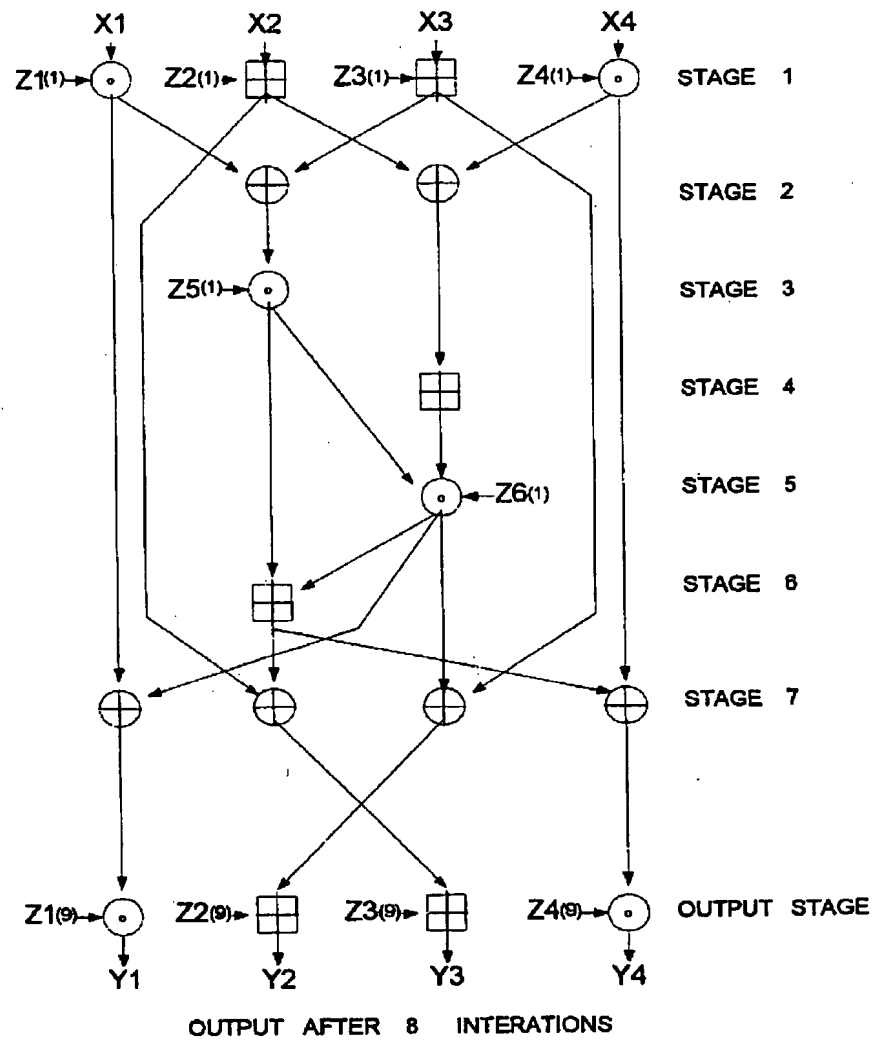 X1 X2 X3 X4
Z1(1) Z2(1) Z3(1) Z4(1) STAGE 1
STAGE 2
Z5(1) STAGE 3
STAGE 4
Z6(1) STAGE 5
STAGE 6
STAGE 7
Z1(9) Z2(9) Z3(9) Z4(9) OUTPUT STAGE
Y1 Y2 Y3 Y4
OUTPUT AFTER 8 INTERATIONS